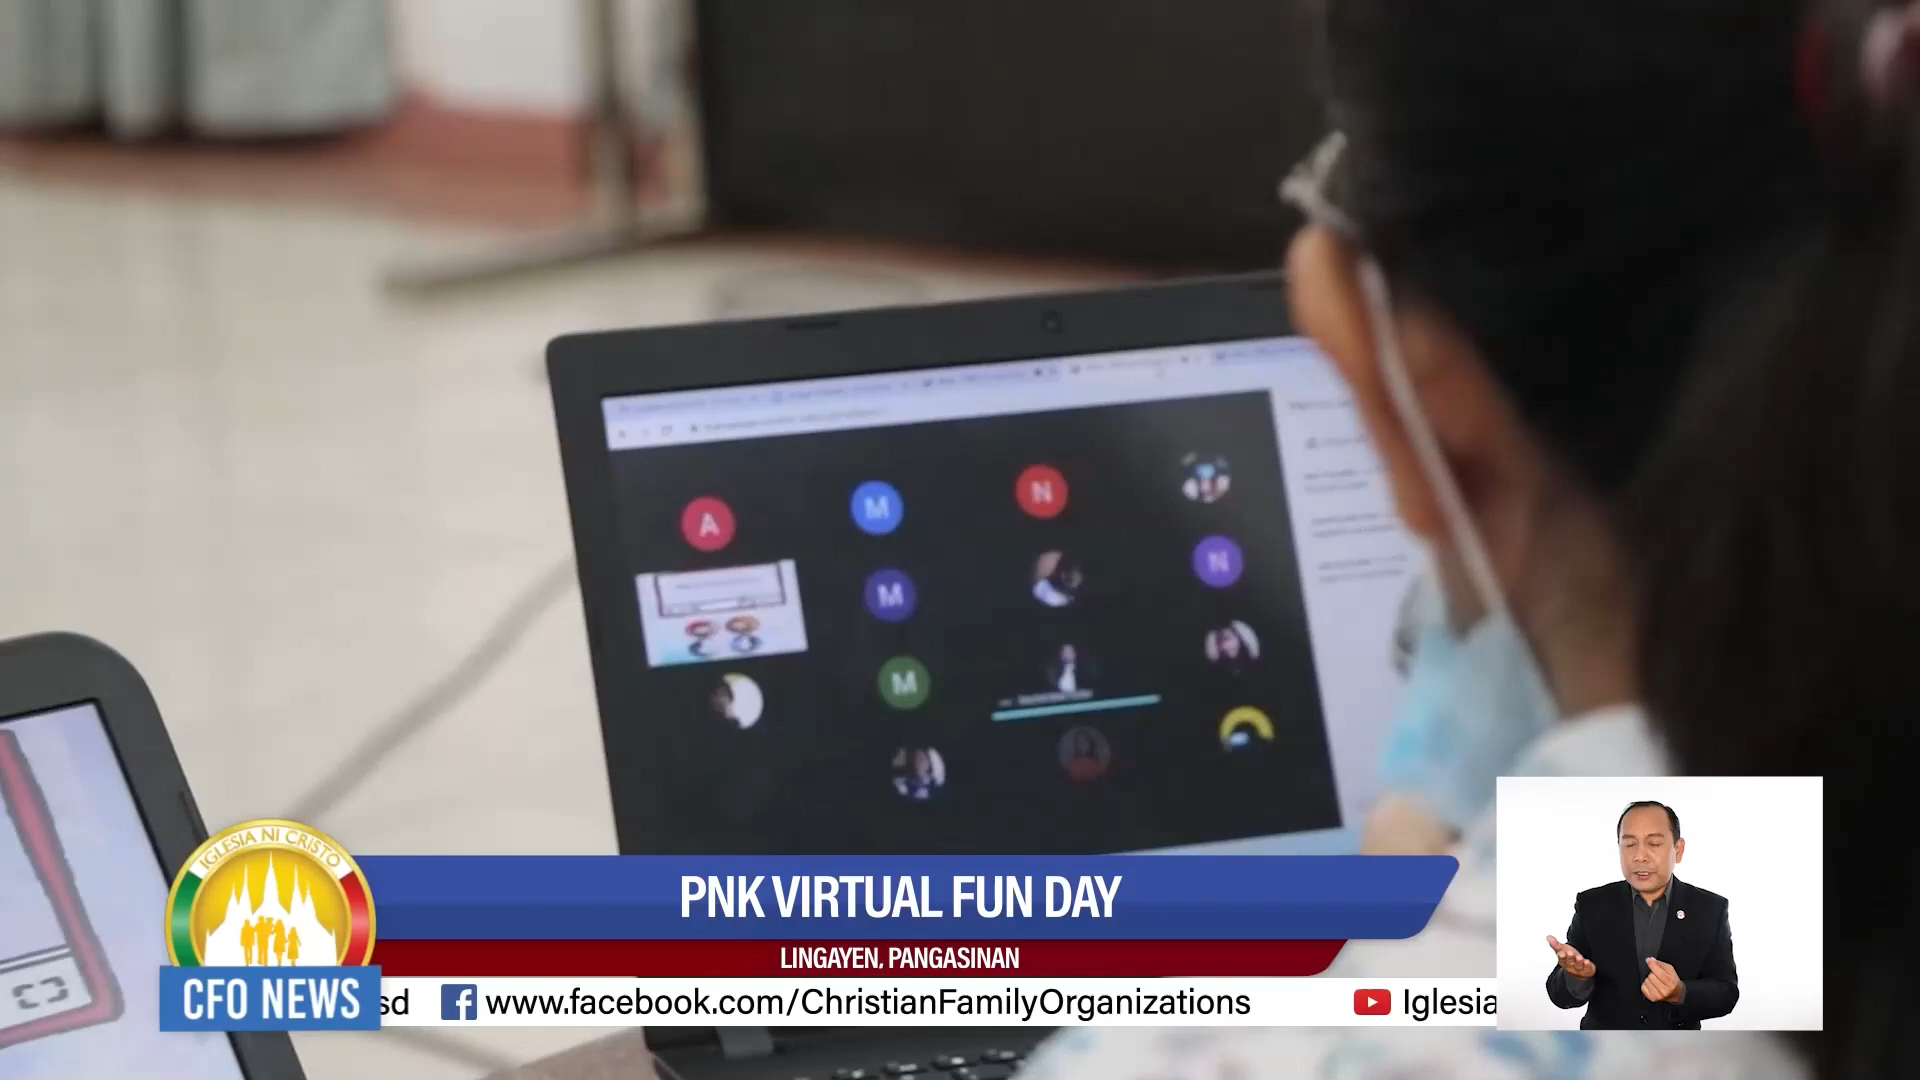 A
M
N
M
N
M
IGLESIA NI CRISTO
PNK VIRTUAL FUN DAY
LINGAYEN, PANGASINAN
CFO NEWS
sd www.facebook.com/ChristianFamilyOrganizations Iglesia